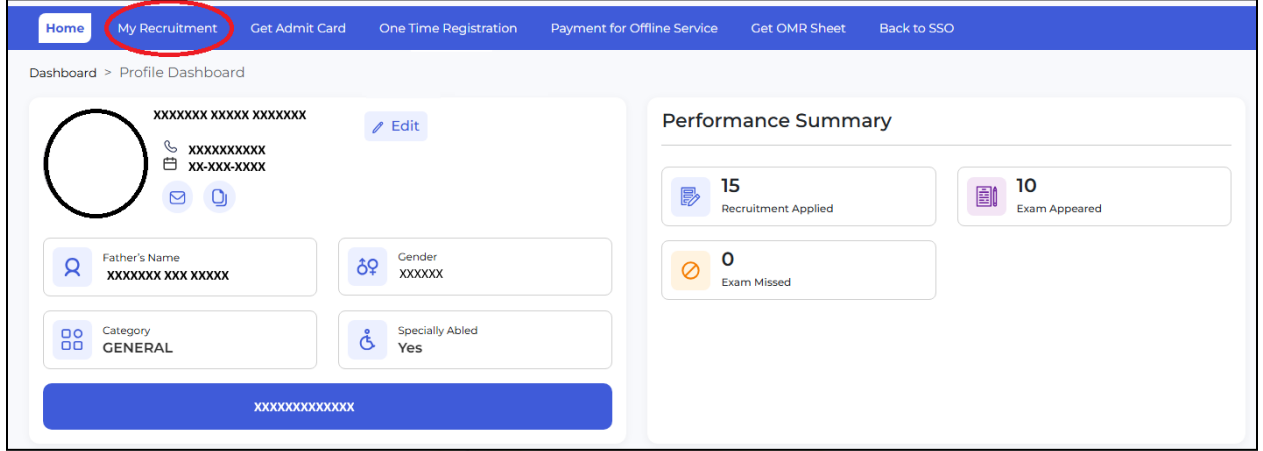 Home My Recruitment Get Admit Card One Time Registration Payment for Offline Service Get OMR Sheet Back to SSO
Dashboard > Profile Dashboard
XXXXXXX XXXXX XXXXXXX
Edit
XXXXXXXXXX
XX-XXX-XXXX
Father's Name
XXXXXXX XXX XXXXX
Gender
XXXXXX
Category
GENERAL
Specially Abled
Yes
XXXXXXXXXXXXX
Performance Summary
15
Recruitment Applied
10
Exam Appeared
0
Exam Missed